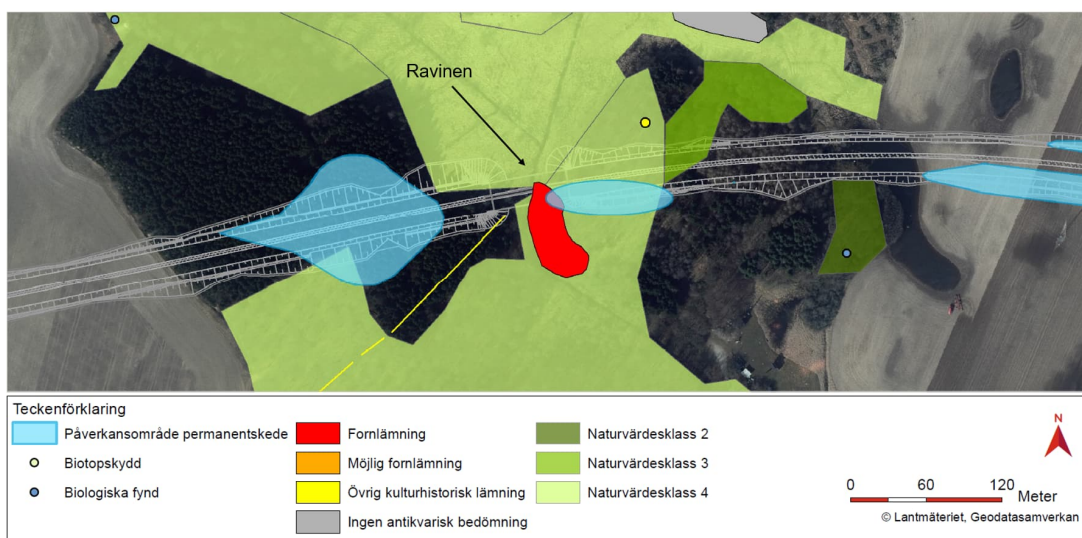 Ravinen
Teckenförklaring
Påverkansområde permanentskede
Biotopskydd
Biologiska fynd
Fornlämning
Möjlig fornlämning
Övrig kulturhistorisk lämning
Ingen antikvarisk bedömning
Naturvärdesklass 2
Naturvärdesklass 3
Naturvärdesklass 4
N
0 60 120
Meter
© Lantmäteriet, Geodatasamverkan